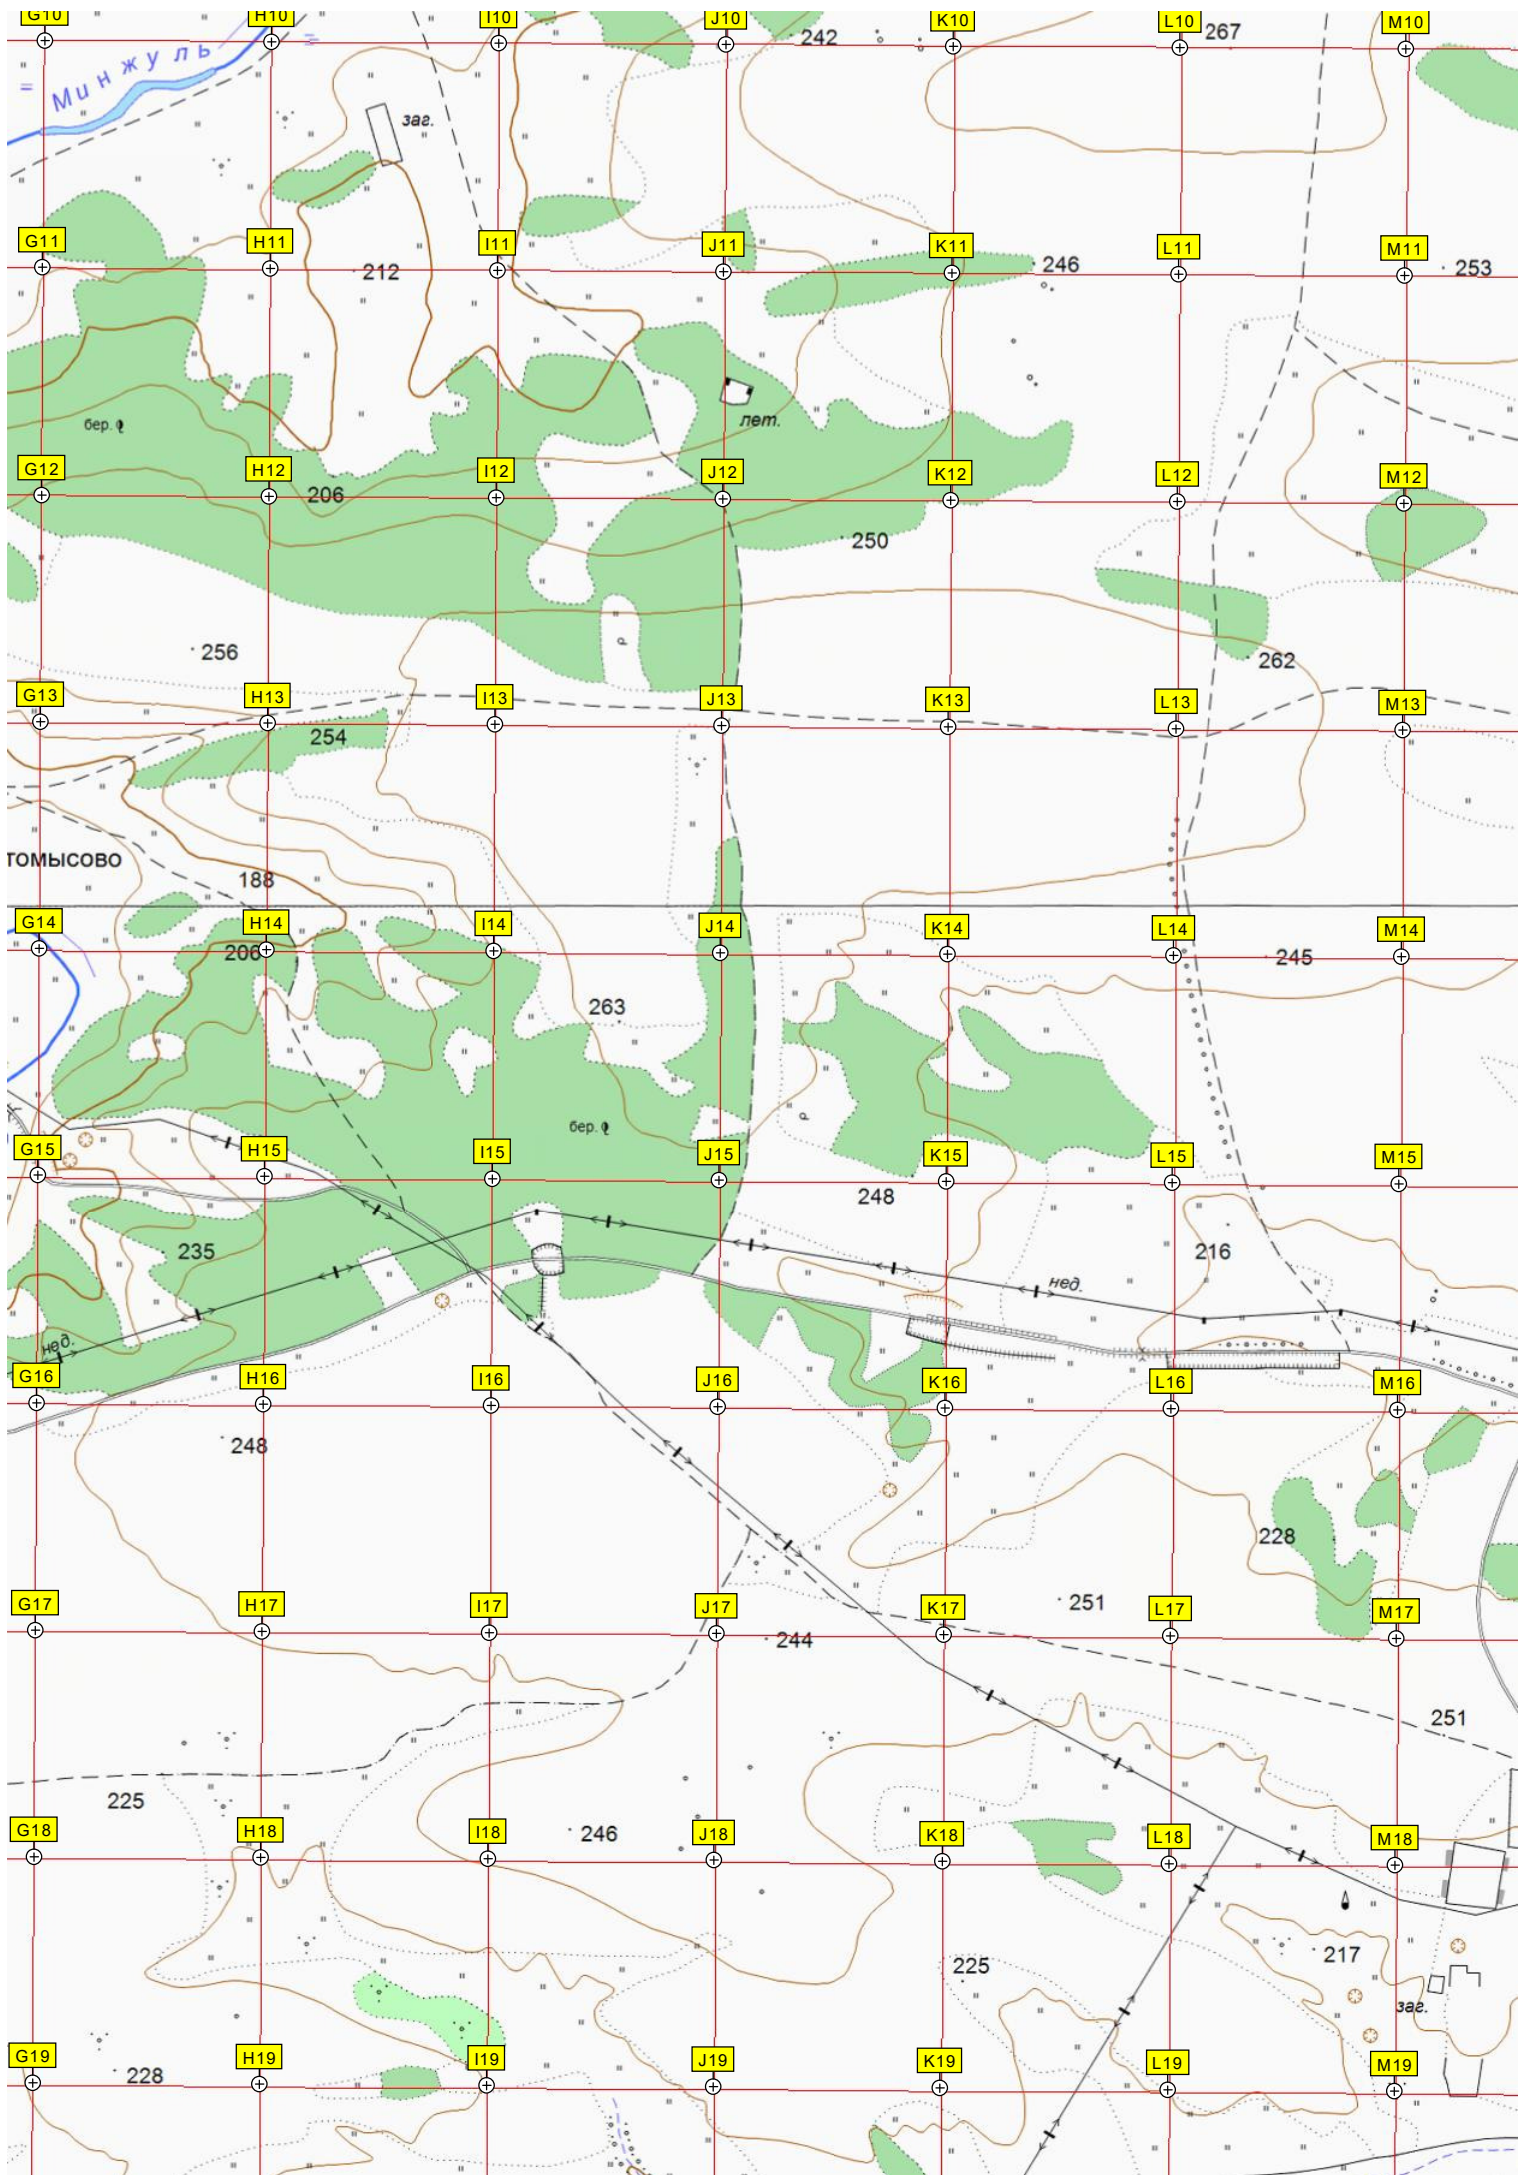 G10 H10 I10 J10 K10 L10 M10
242 267
Минжуль
заг.
G11 H11 I11 J11 K11 L11 M11
212 246 253
бер. лет.
G12 H12 I12 J12 K12 L12 M12
206
250
256 262
G13 H13 I13 J13 K13 L13 M13
254
ТОМЫСОВО
188
G14 H14 I14 J14 K14 L14 M14
206 245
263
бер.
G15 H15 I15 J15 K15 L15 M15
248
235 216
нед.
нед.
G16 H16 I16 J16 K16 L16 M16
248
228
G17 H17 I17 J17 K17 L17 M17
251
244
251
225
G18 H18 I18 J18 K18 L18 M18
246
217
225
заг.
G19 H19 I19 J19 K19 L19 M19
228